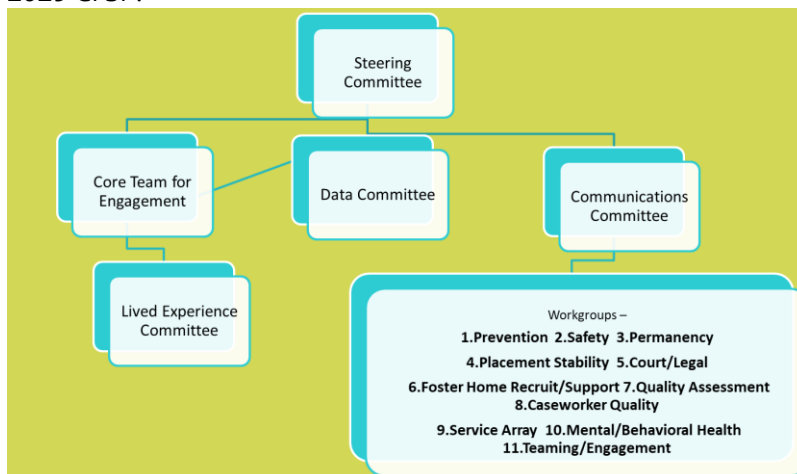 Steering
Committee
Core Team for
Engagement
Data Committee
Communications
Committee
Lived Experience
Committee
Workgroups –
1.Prevention 2.Safety 3.Permanency
4.Placement Stability 5.Court/Legal
6.Foster Home Recruit/Support 7.Quality Assessment
8.Caseworker Quality
9.Service Array 10.Mental/Behavioral Health
11.Teaming/Engagement